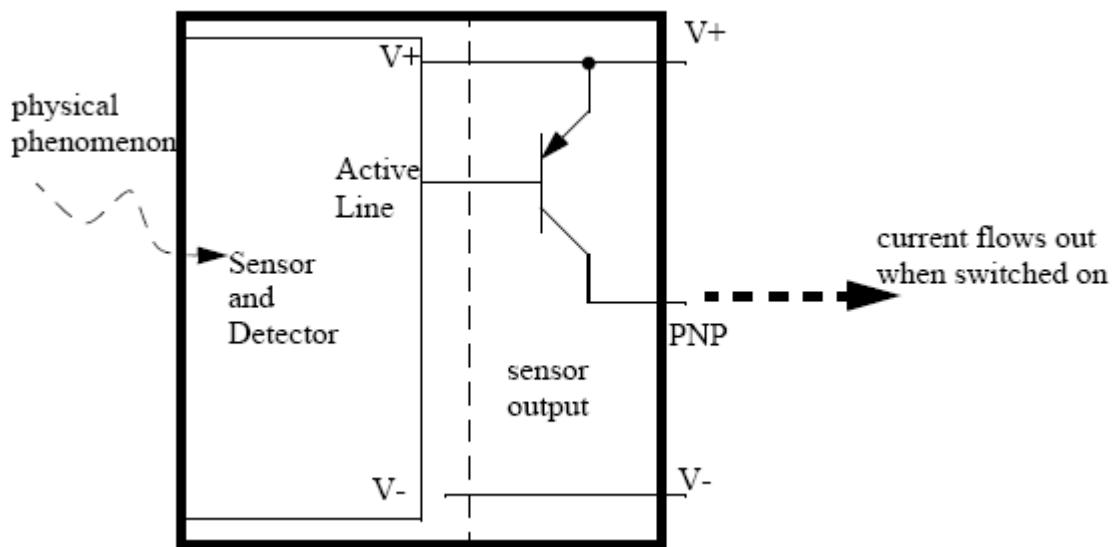 V+
V+
physical
phenomenon
Active
Line
current flows out
when switched on
Sensor
and
Detector
PNP
sensor
output
V-
V-